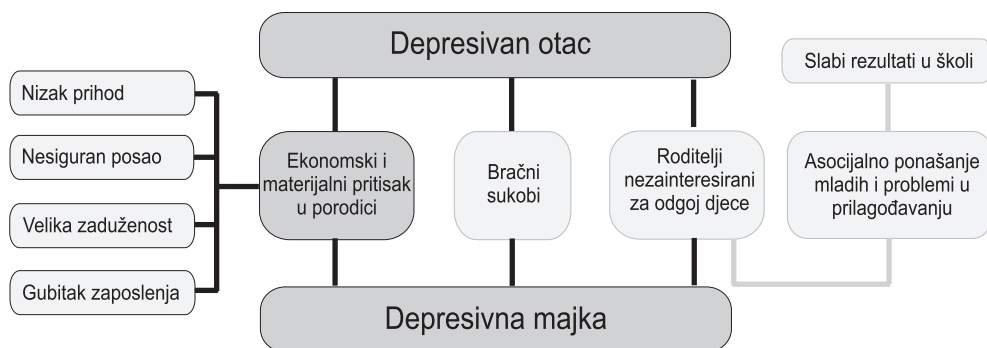 Depresivan otac
Slabi rezultati u školi
Nizak prihod
Nesiguran posao
Velika zaduženost
Gubitak zaposlenja
Ekonomski i
materijalni pritisak
u porodici
Bračni
sukobi
Roditelji
nezainteresirani
za odgoj djece
Asocijalno ponašanje
mladih i problemi u
prilagođavanju
Depresivna majka